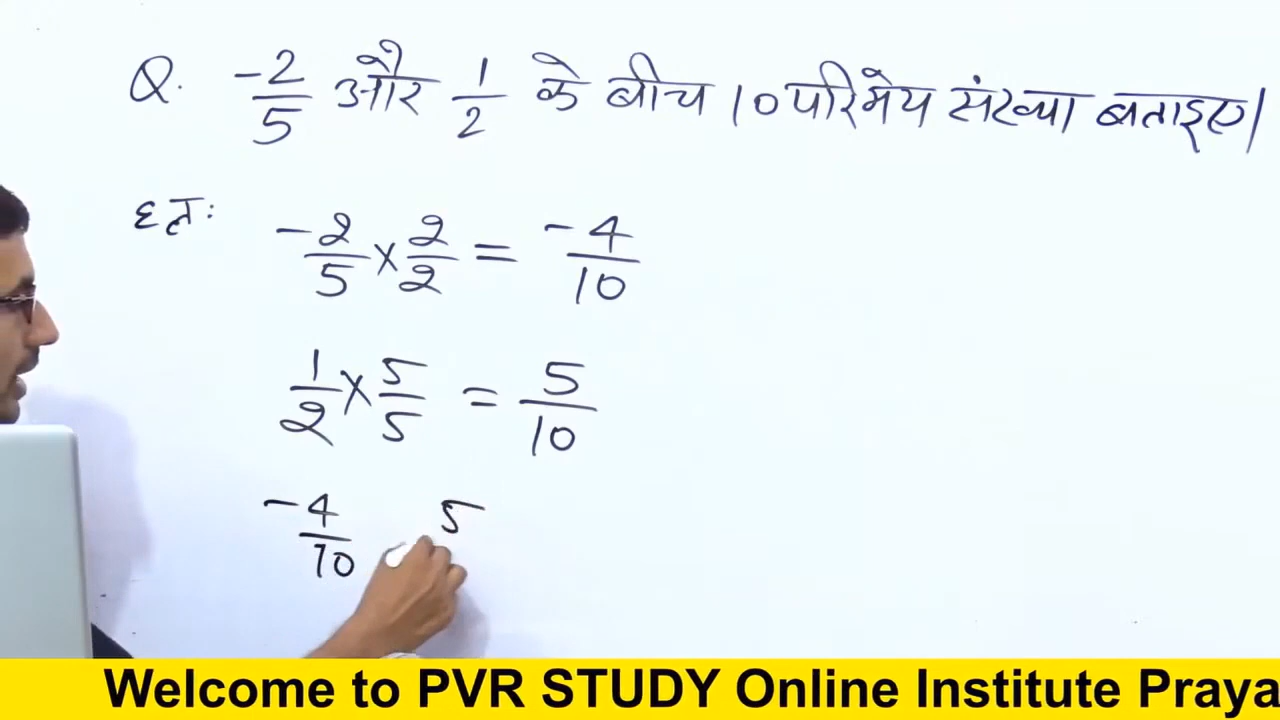 Q. -2/5 और 1/2 के बीच 10 परिमेय संख्या बताइए।
हल:
-2/5 × 2/2 = -4/10
1/2 × 5/5 = 5/10
-4/10 5
Welcome to PVR STUDY Online Institute Praya